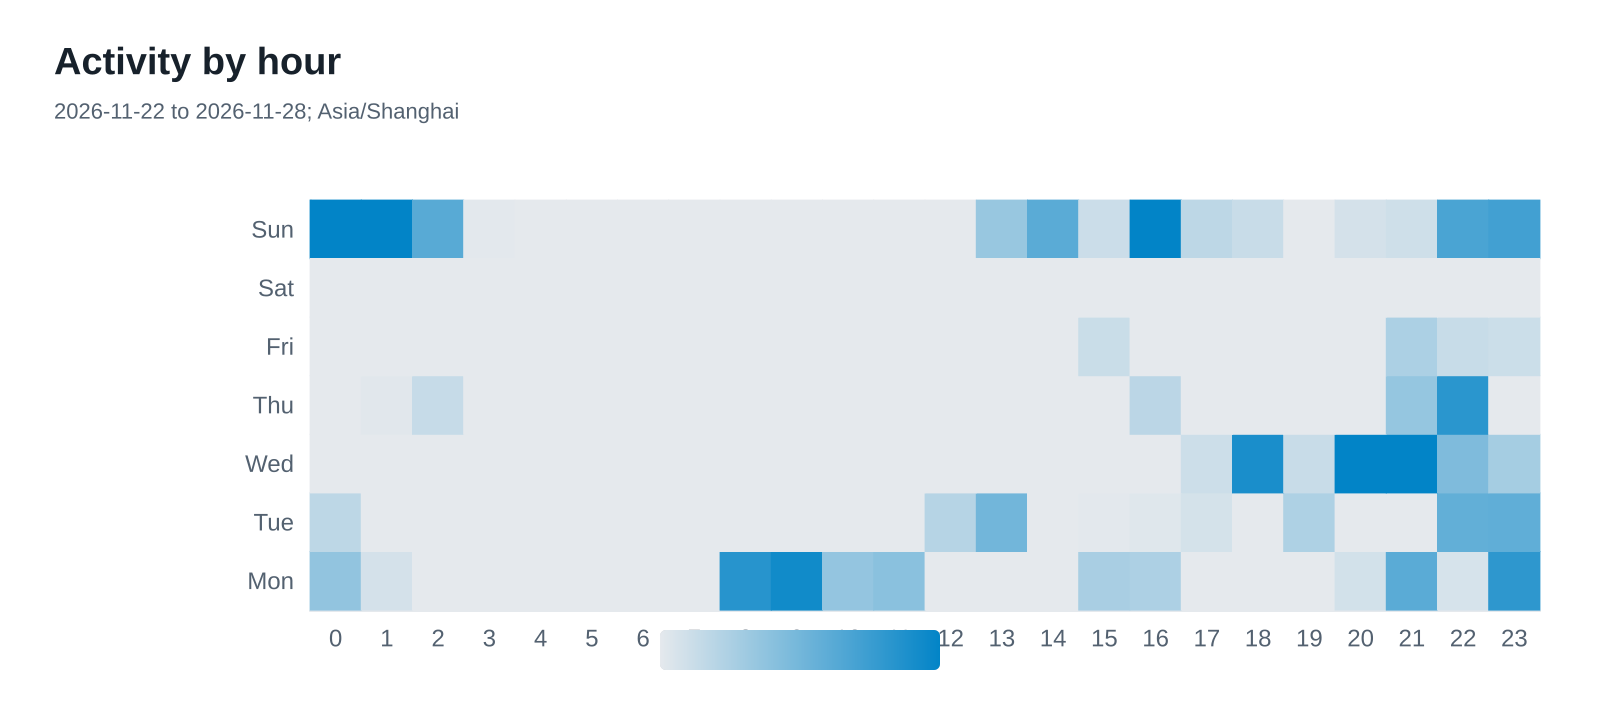 Activity by hour
2026-11-22 to 2026-11-28; Asia/Shanghai
Sun
Sat
Fri
Thu
Wed
Tue
Mon
0 1 2 3 4 5 6 12 13 14 15 16 17 18 19 20 21 22 23